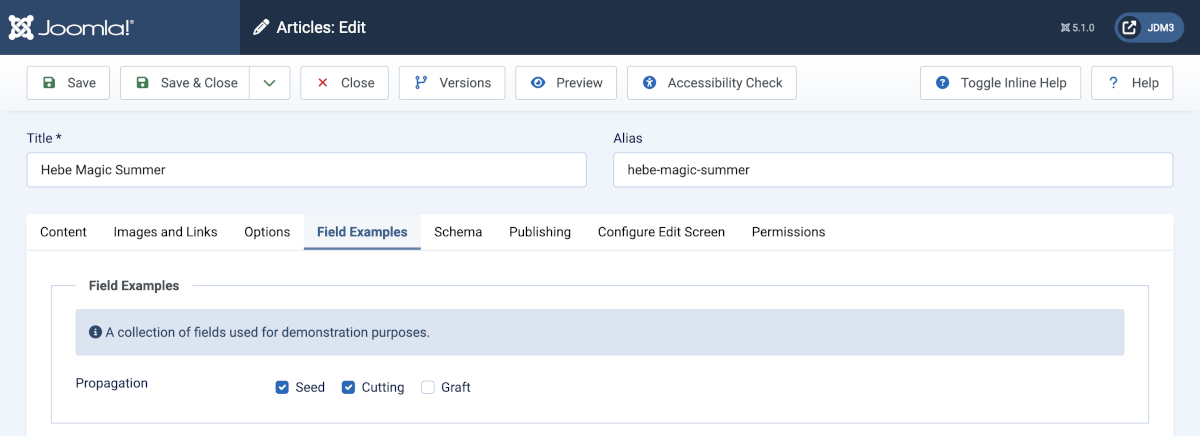 Joomla!® Articles: Edit 5.1.0 JDM3
Save Save & Close Close Versions Preview Accessibility Check Toggle Inline Help ? Help
Title * Alias
Hebe Magic Summer hebe-magic-summer
Content Images and Links Options Field Examples Schema Publishing Configure Edit Screen Permissions
Field Examples
A collection of fields used for demonstration purposes.
Propagation Seed Cutting Graft